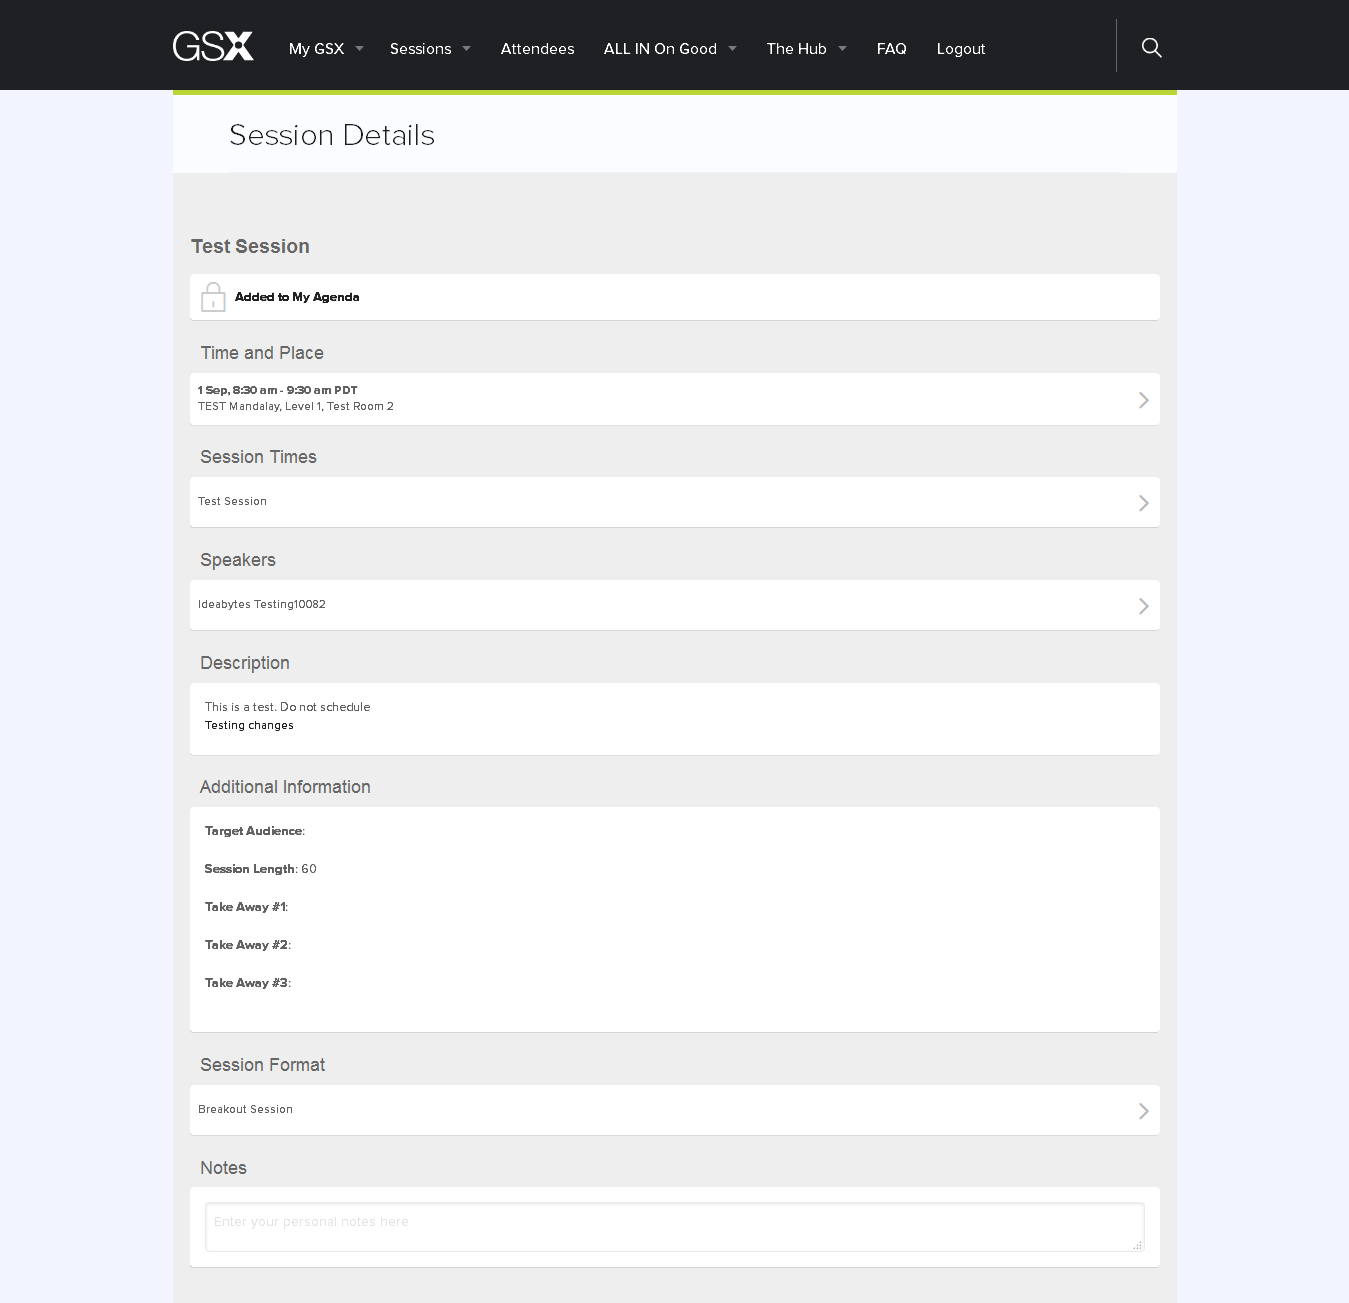 GSX My GSX Sessions Attendees ALL IN On Good The Hub FAQ Logout
Session Details
Test Session
Added to My Agenda
Time and Place
1 Sep, 8:30 am - 9:30 am PDT
TEST Mandalay, Level 1, Test Room 2
Session Times
Test Session
Speakers
Ideabytes Testing10082
Description
This is a test. Do not schedule
Testing changes
Additional Information
Target Audience:
Session Length: 60
Take Away #1:
Take Away #2:
Take Away #3:
Session Format
Breakout Session
Notes
Enter your personal notes here